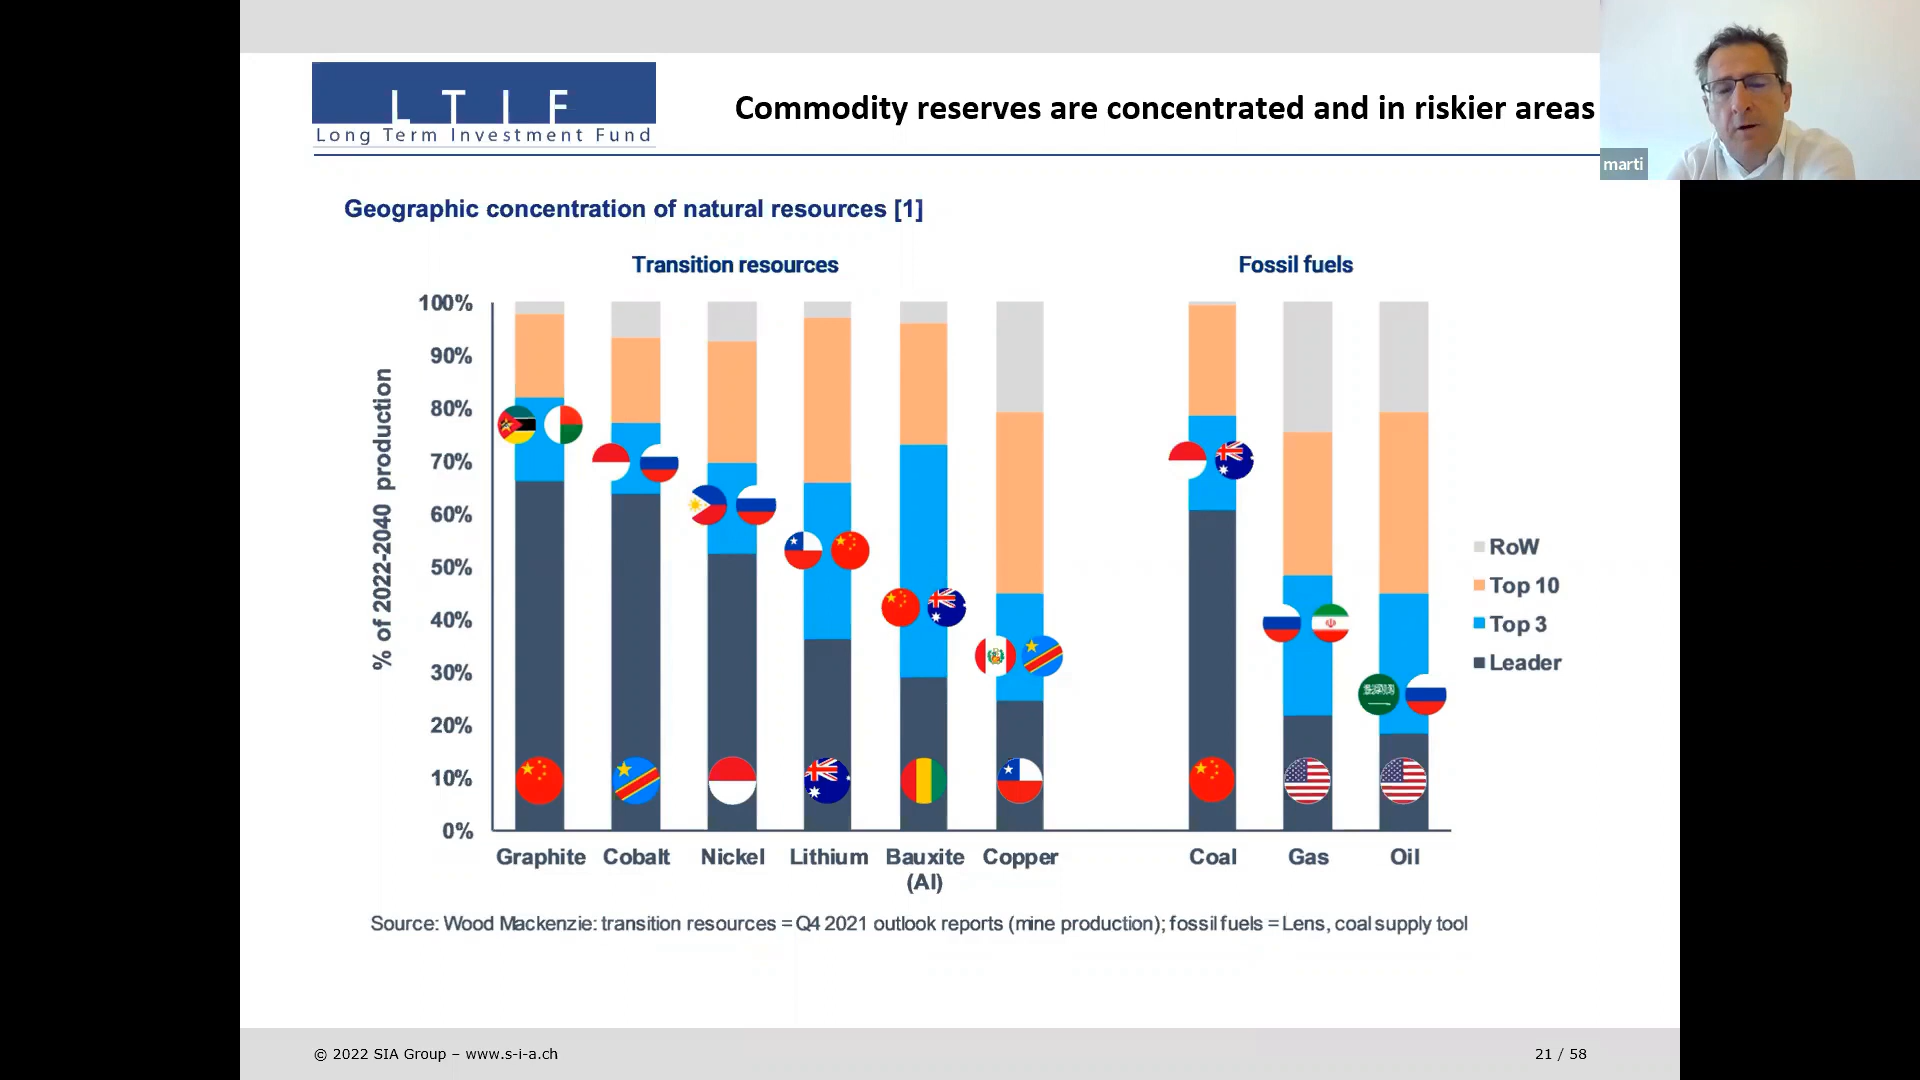 L T I F
Long Term Investment Fund
Commodity reserves are concentrated and in riskier areas
marti
Geographic concentration of natural resources [1]
Transition resources
Fossil fuels
% of 2022-2040 production
100%
90%
80%
70%
60%
50%
40%
30%
20%
10%
0%
RoW
Top 10
Top 3
Leader
Graphite Cobalt Nickel Lithium Bauxite Copper Coal Gas Oil
(Al)
Source: Wood Mackenzie: transition resources = Q4 2021 outlook reports (mine production); fossil fuels = Lens, coal supply tool
© 2022 SIA Group – www.s-i-a.ch
21 / 58